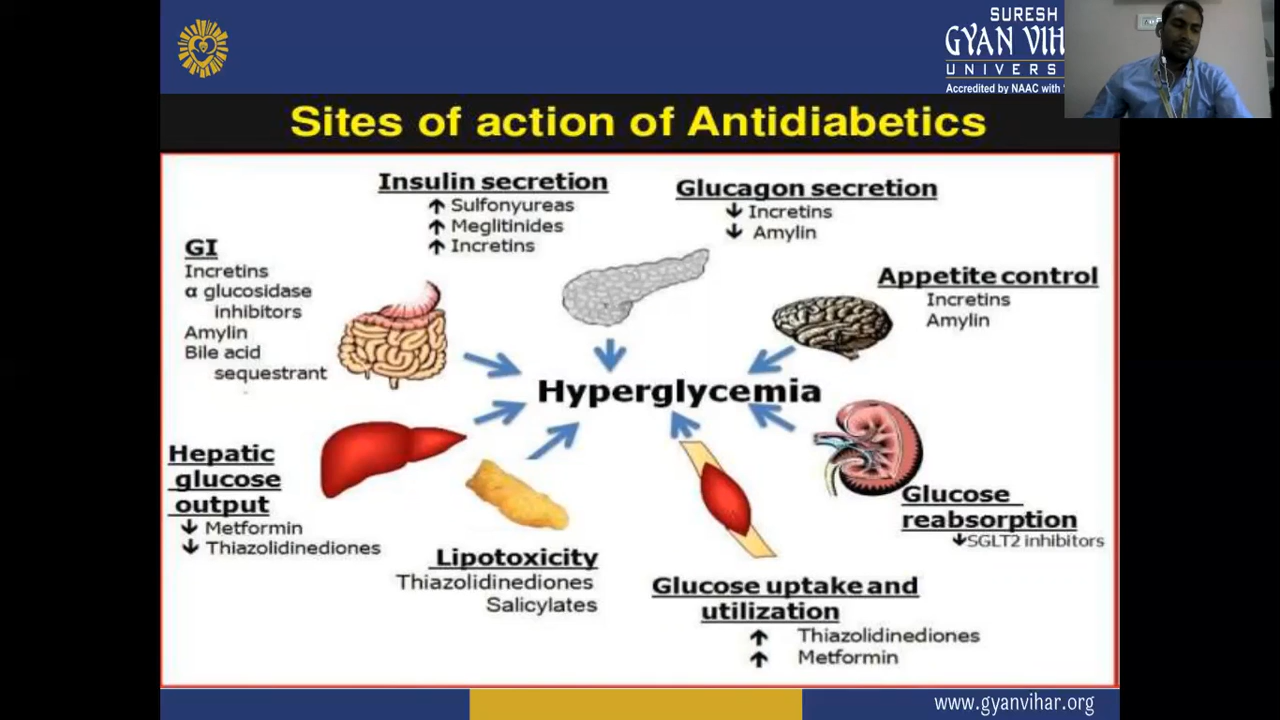 SURESH
GYAN VIH
UNIVERS
Accredited by NAAC with
Sites of action of Antidiabetics
Insulin secretion
↑ Sulfonyureas
↑ Meglitinides
↑ Incretins
Glucagon secretion
↓ Incretins
↓ Amylin
GI
Incretins
α glucosidase
inhibitors
Amylin
Bile acid
sequestrant
Appetite control
Incretins
Amylin
Hyperglycemia
Hepatic
glucose
output
↓ Metformin
↓ Thiazolidinediones
Lipotoxicity
Thiazolidinediones
Salicylates
Glucose uptake and
utilization
↑ Thiazolidinediones
↑ Metformin
Glucose
reabsorption
↓SGLT2 inhibitors
www.gyanvihar.org